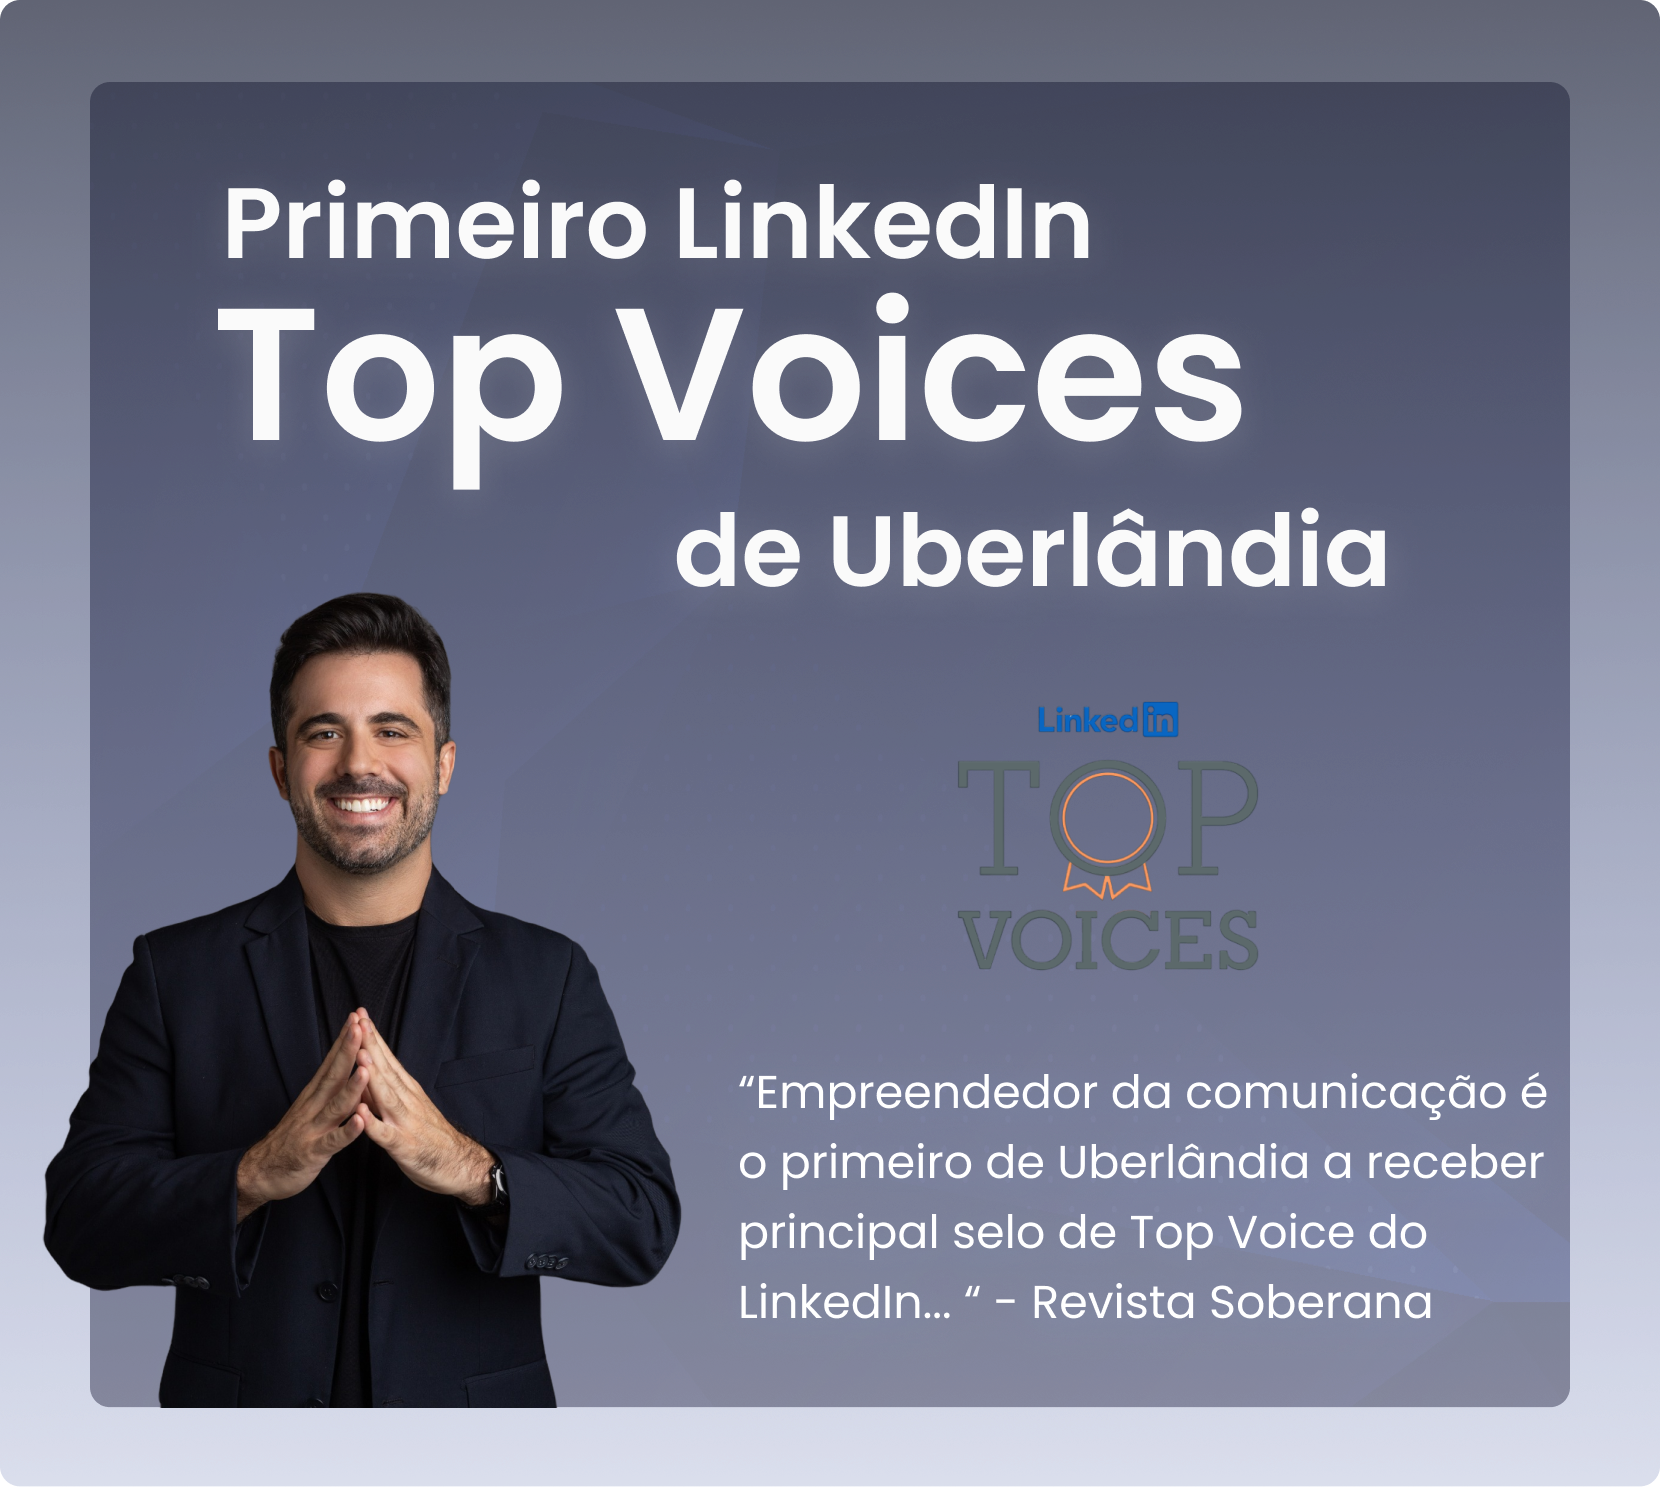 Primeiro LinkedIn
Top Voices
de Uberlândia
Linked in
TOP
VOICES
“Empreendedor da comunicação é
o primeiro de Uberlândia a receber
principal selo de Top Voice do
LinkedIn... “ - Revista Soberana